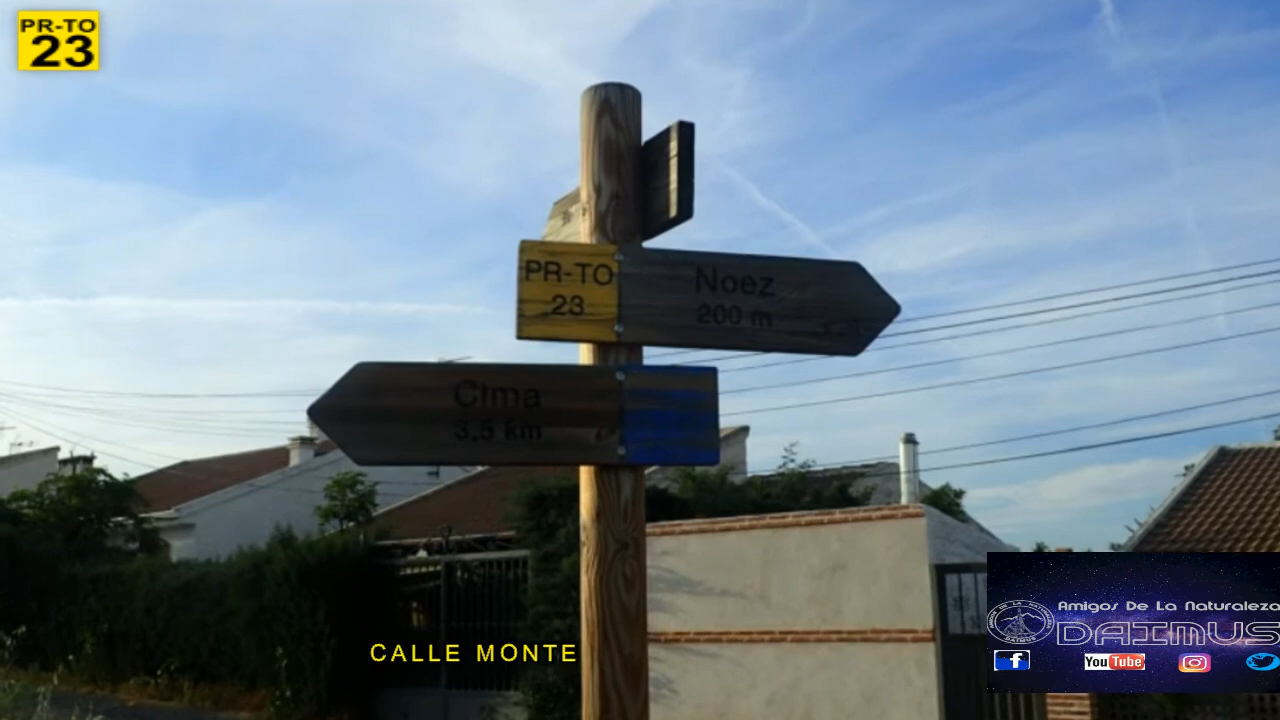 PR-TO
23
PR-TO
23
Noez
200 m
Cima
3,5 km
CALLE MONTE
Amigos De La Naturaleza
DAIMUS
f
YouTube